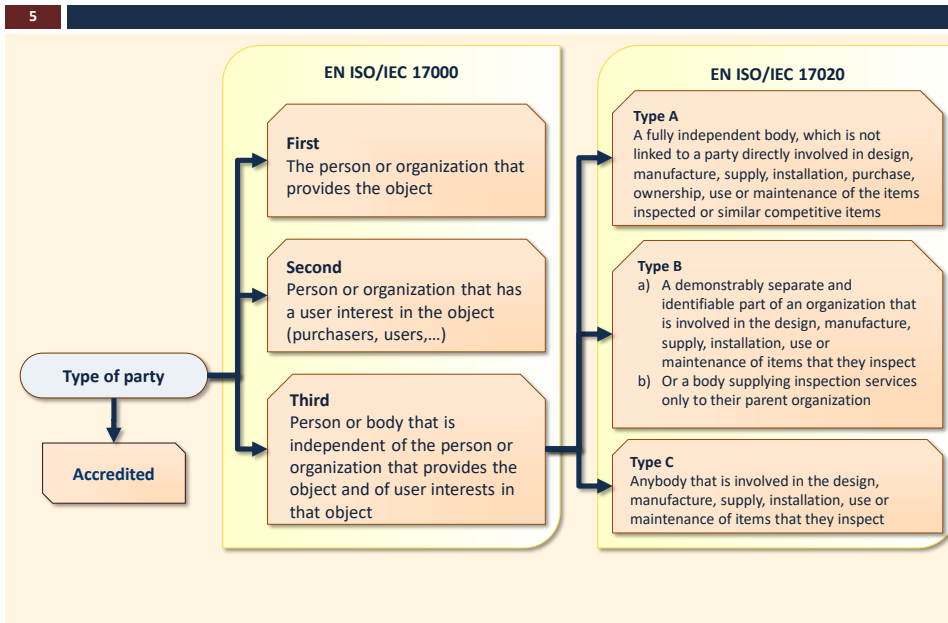 5
EN ISO/IEC 17000
First
The person or organization that
provides the object
Second
Person or organization that has
a user interest in the object
(purchasers, users,...)
Third
Person or body that is
independent of the person or
organization that provides the
object and of user interests in
that object
Type of party
Accredited
EN ISO/IEC 17020
Type A
A fully independent body, which is not
linked to a party directly involved in design,
manufacture, supply, installation, purchase,
ownership, use or maintenance of the items
inspected or similar competitive items
Type B
a) A demonstrably separate and
identifiable part of an organization that
is involved in the design, manufacture,
supply, installation, use or
maintenance of items that they inspect
b) Or a body supplying inspection services
only to their parent organization
Type C
Anybody that is involved in the design,
manufacture, supply, installation, use or
maintenance of items that they inspect